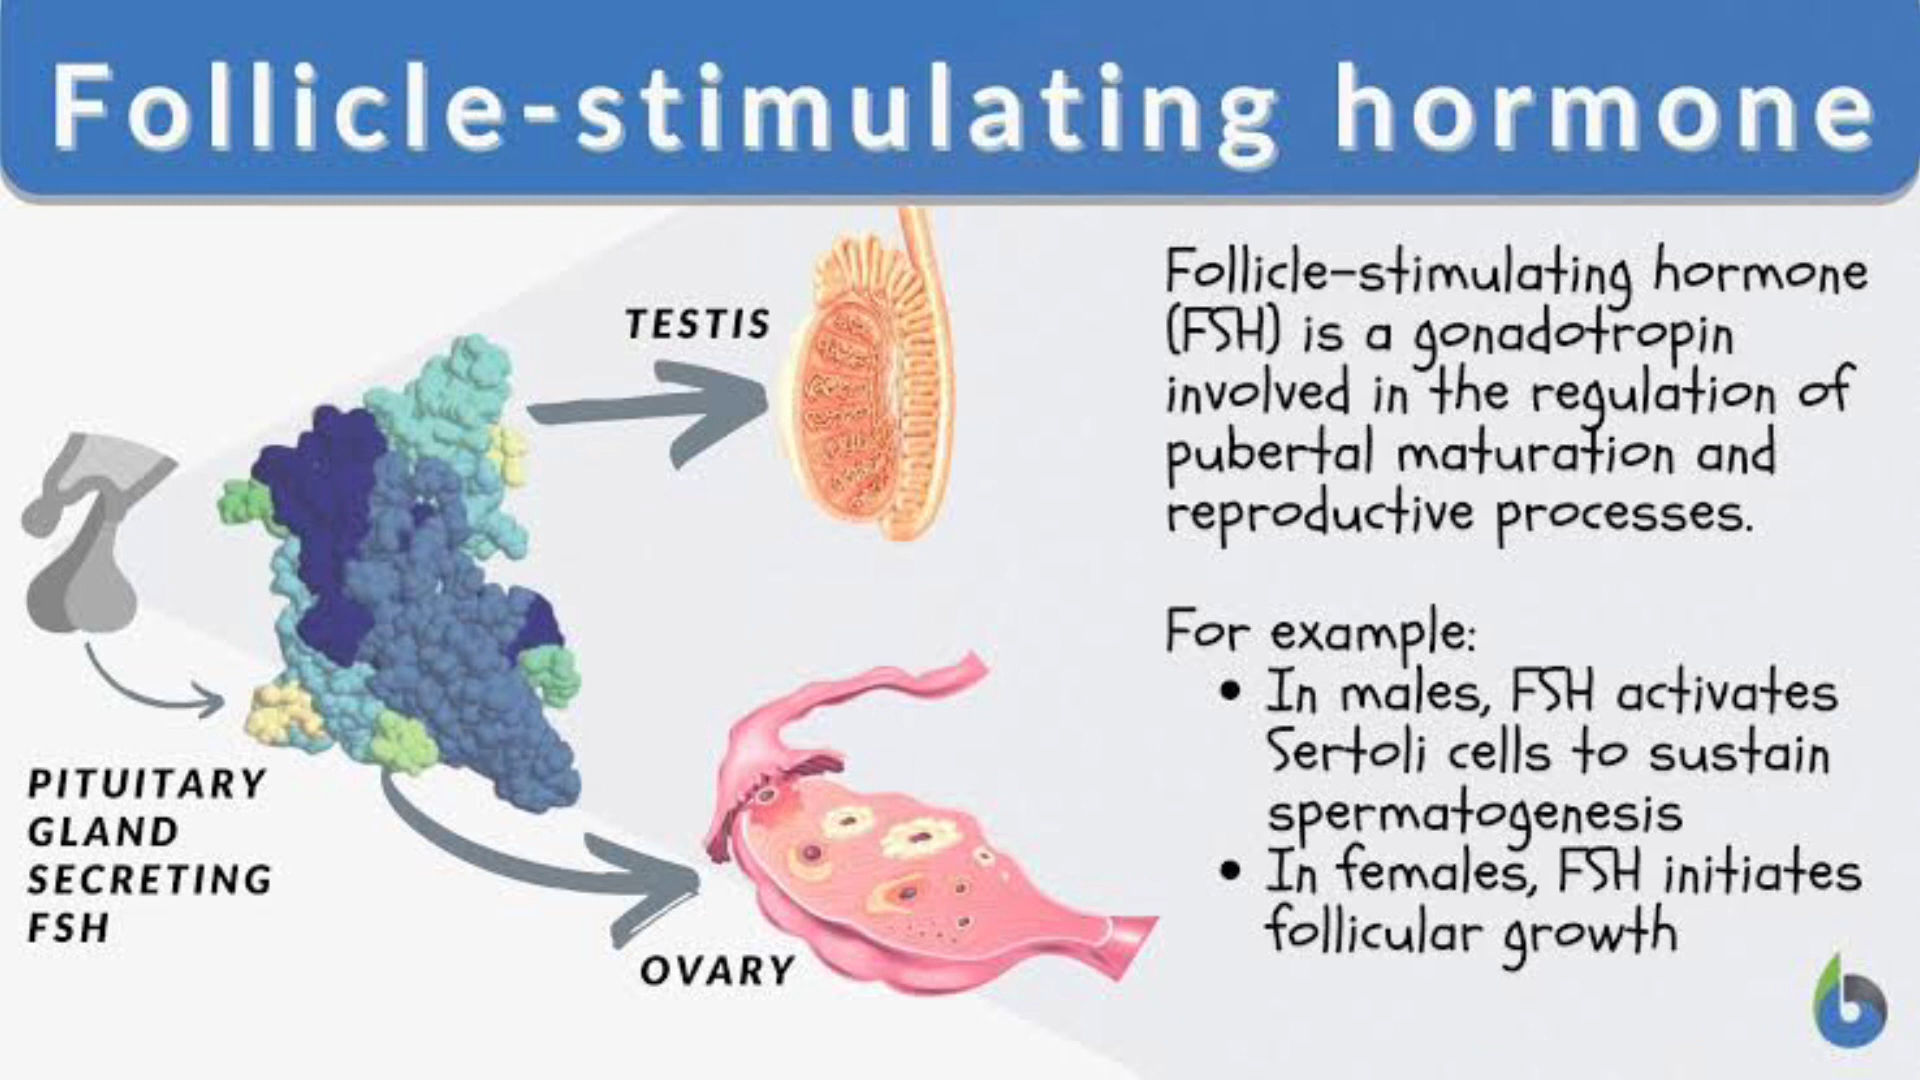 Follicle-stimulating hormone
TESTIS
PITUITARY
GLAND
SECRETING
FSH
OVARY
Follicle-stimulating hormone
(FSH) is a gonadotropin
involved in the regulation of
pubertal maturation and
reproductive processes.
For example:
• In males, FSH activates
Sertoli cells to sustain
spermatogenesis
• In females, FSH initiates
follicular growth
b